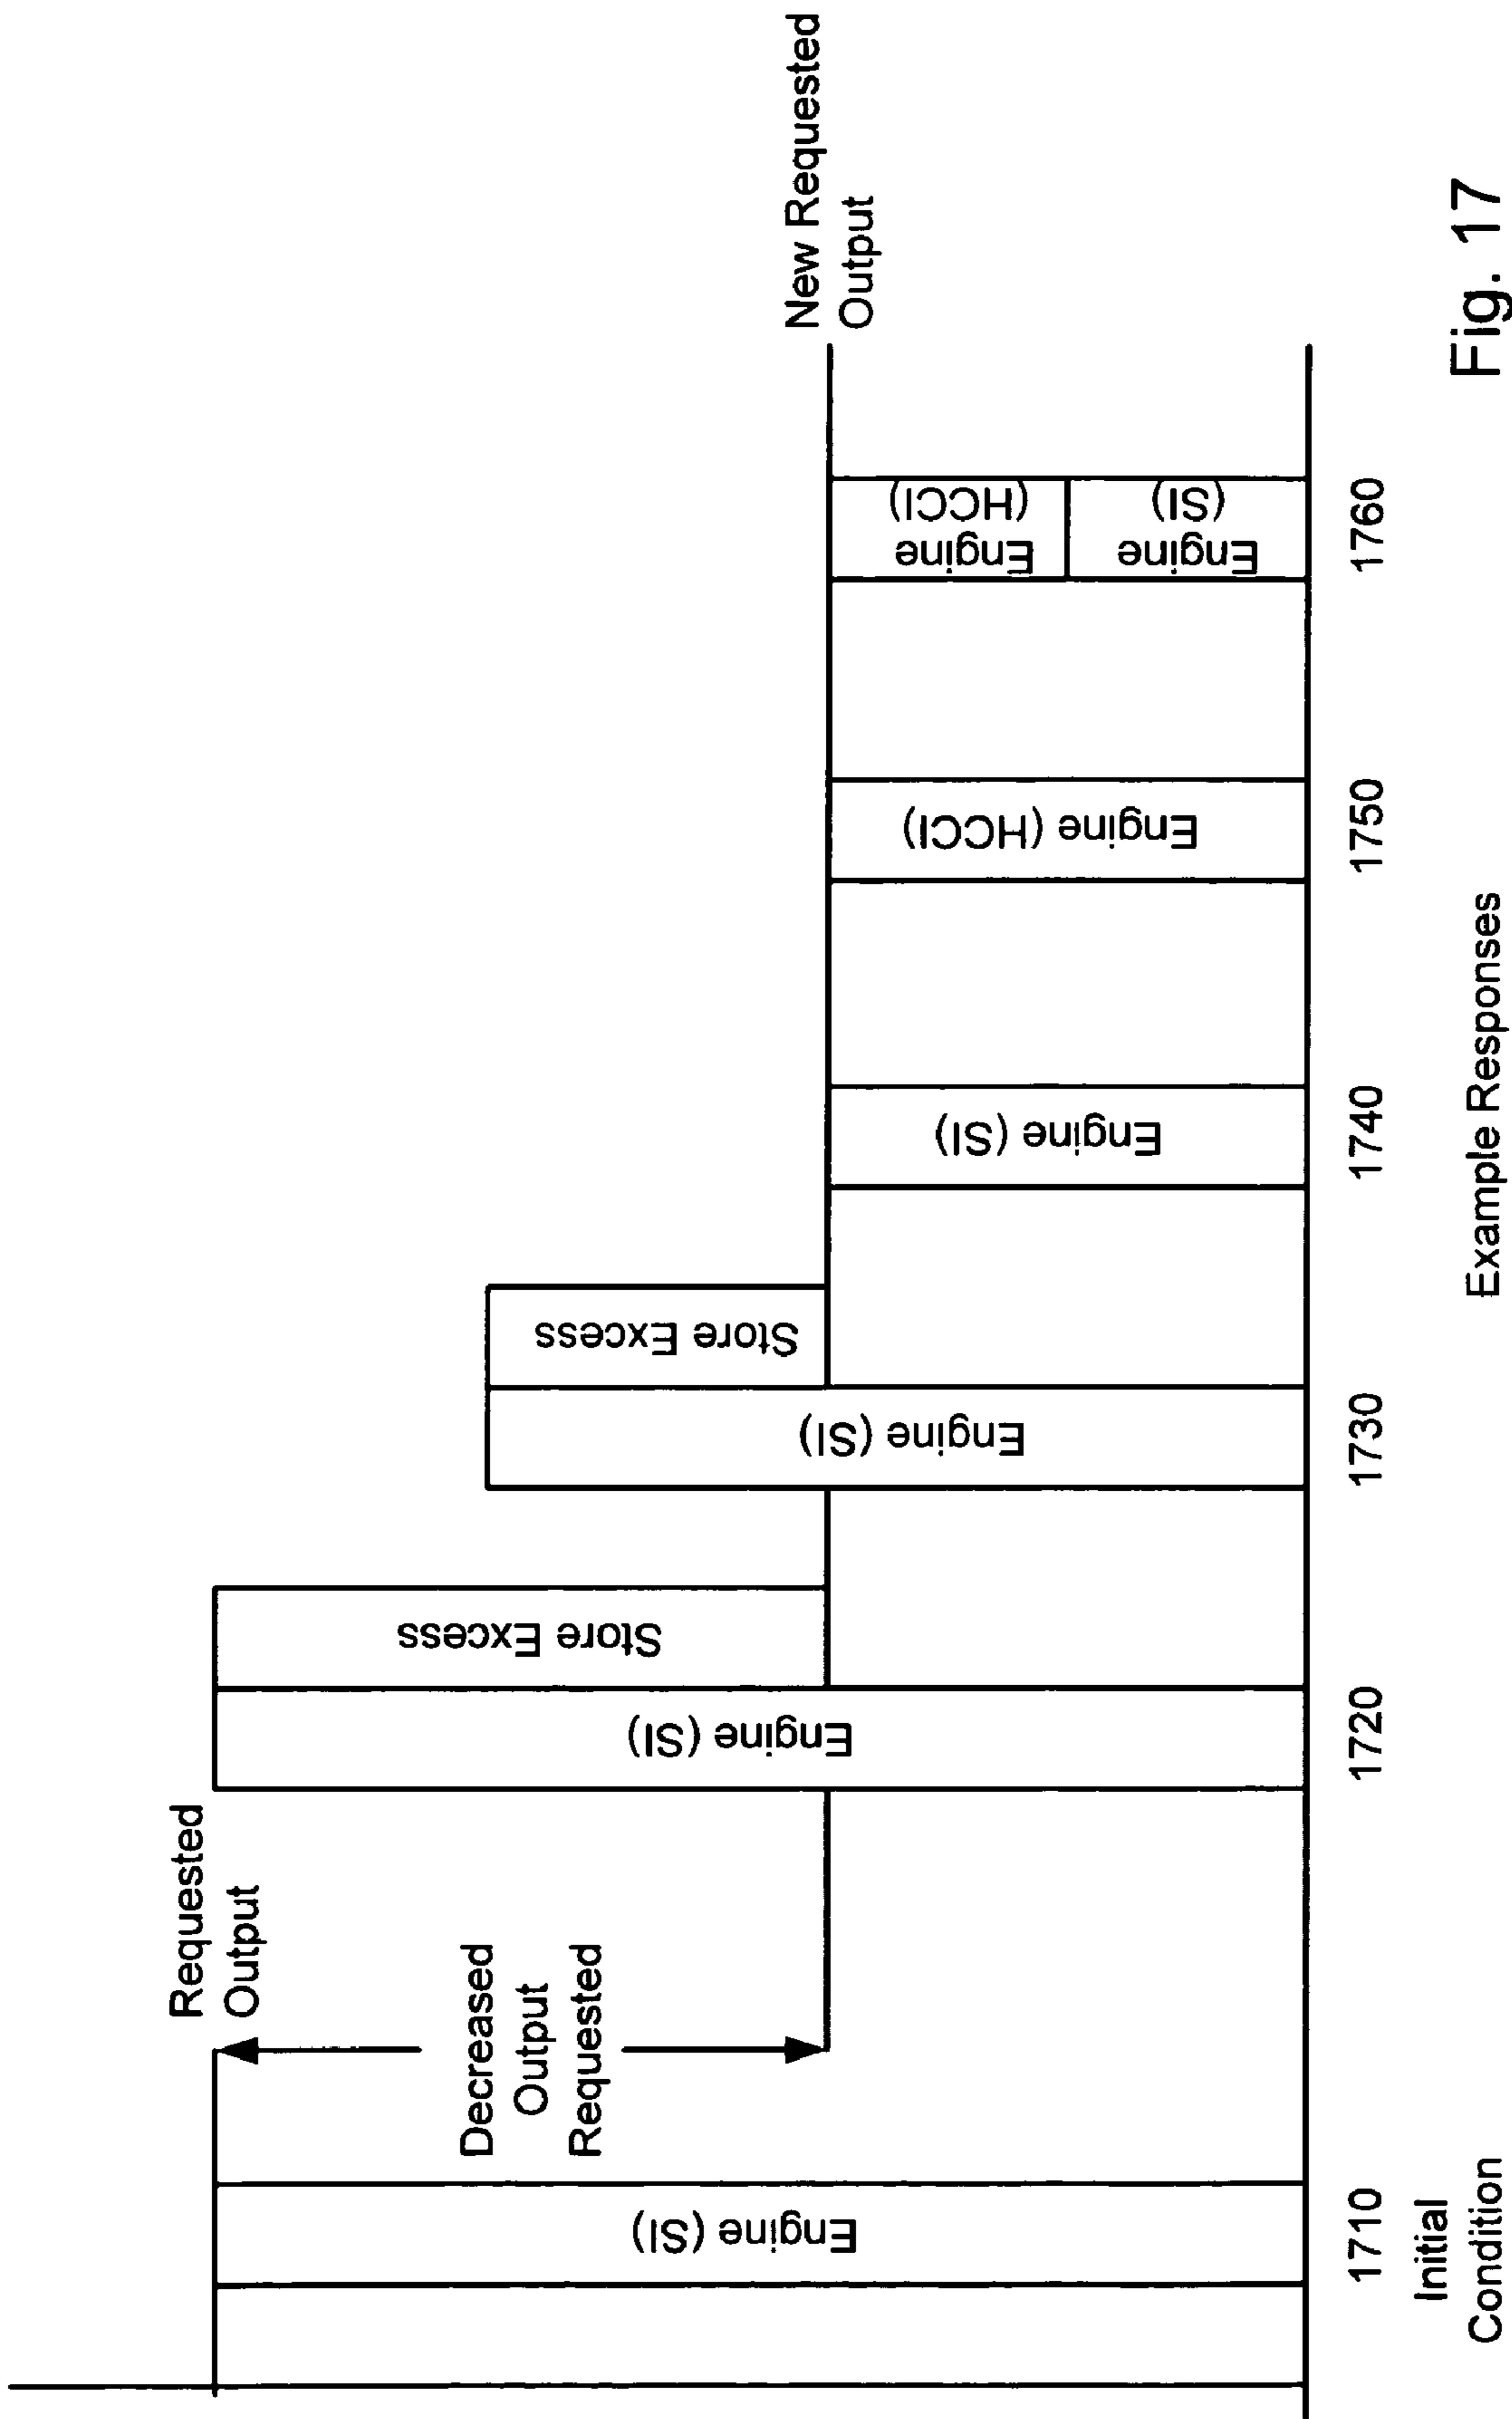 Requested
Output
Decreased
Output
Requested
New Requested
Output
Engine (SI)
Engine (SI)
Store Excess
Engine (SI)
Store Excess
Engine (SI)
Engine (HCCI)
Engine
(HCCI)
Engine
(SI)
1710
1720
1730
1740
1750
1760
Initial
Condition
Example Responses
Fig. 17